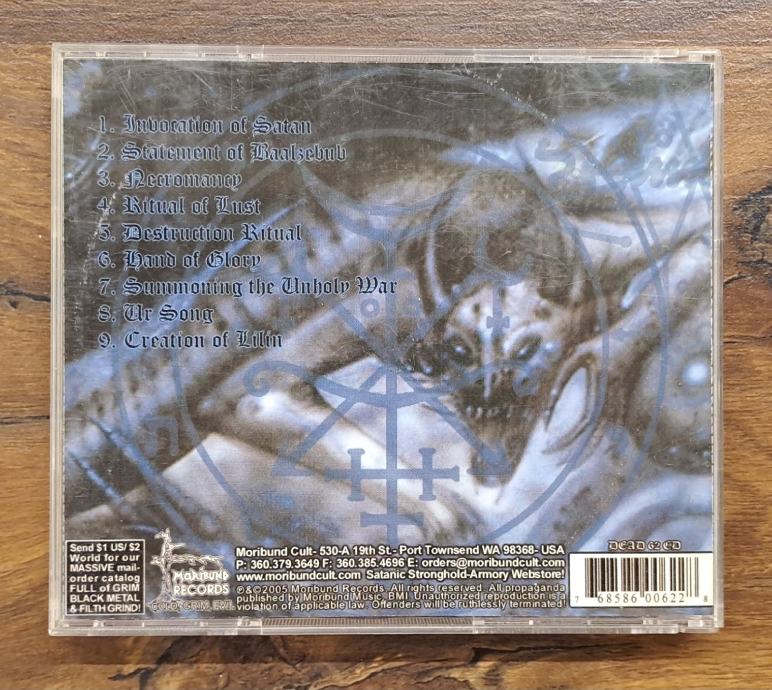 1. Invocation of Satan
2. Statement of Baalzebub
3. Necromancy
4. Ritual of Lust
5. Destruction Ritual
6. Hand of Glory
7. Summoning the Unholy War
8. Ur Song
9. Creation of Lilin
Send $1 US/ $2
World for our
MASSIVE mail-
order catalog
FULL of GRIM
BLACK METAL
& FILTH GRIND!
MORIBUND
RECORDS
"COLD, GRIM, EVIL"
Moribund Cult- 530-A 19th St.- Port Townsend WA 98368- USA
P: 360.379.3649 F: 360.385.4696 E: orders@moribundcult.com
www.moribundcult.com Satanic Stronghold-Armory Webstore!
℗&©2005 Moribund Records. All rights reserved. All propaganda
published by Moribund Music, BMI. Unauthorized reproduction is a
violation of applicable law. Offenders will be ruthlessly terminated!
DEAD 62 CD
7 68586 00622 8